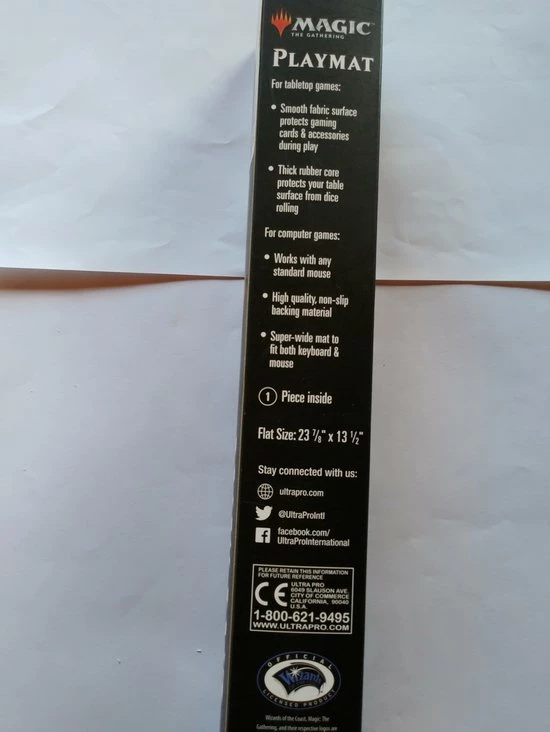 MAGIC™
THE GATHERING
PLAYMAT
For tabletop games:
• Smooth fabric surface
protects gaming
cards & accessories
during play
• Thick rubber core
protects your table
surface from dice
rolling
For computer games:
• Works with any
standard mouse
• High quality, non-slip
backing material
• Super-wide mat to
fit both keyboard &
mouse
1 Piece inside
Flat Size: 23 7/8" x 13 1/2"
Stay connected with us:
ultrapro.com
@UltraProIntl
facebook.com/
UltraProInternational
PLEASE RETAIN THIS INFORMATION
FOR FUTURE REFERENCE
CE
ULTRA PRO
6049 SLAUSON AVE.
CITY OF COMMERCE
CALIFORNIA, 90040
U.S.A.
1-800-621-9495
WWW.ULTRAPRO.COM
OFFICIAL
Wizards
LICENSED PRODUCT
Wizards of the Coast, Magic: The
Gathering, and their respective logos are